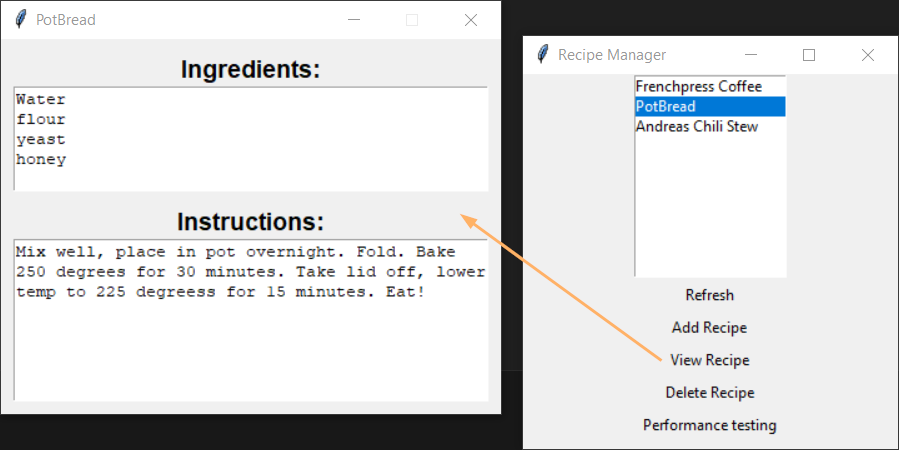 PotBread
Ingredients:
Water
flour
yeast
honey
Instructions:
Mix well, place in pot overnight. Fold. Bake
250 degrees for 30 minutes. Take lid off, lower
temp to 225 degreess for 15 minutes. Eat!
Recipe Manager
Frenchpress Coffee
PotBread
Andreas Chili Stew
Refresh
Add Recipe
View Recipe
Delete Recipe
Performance testing